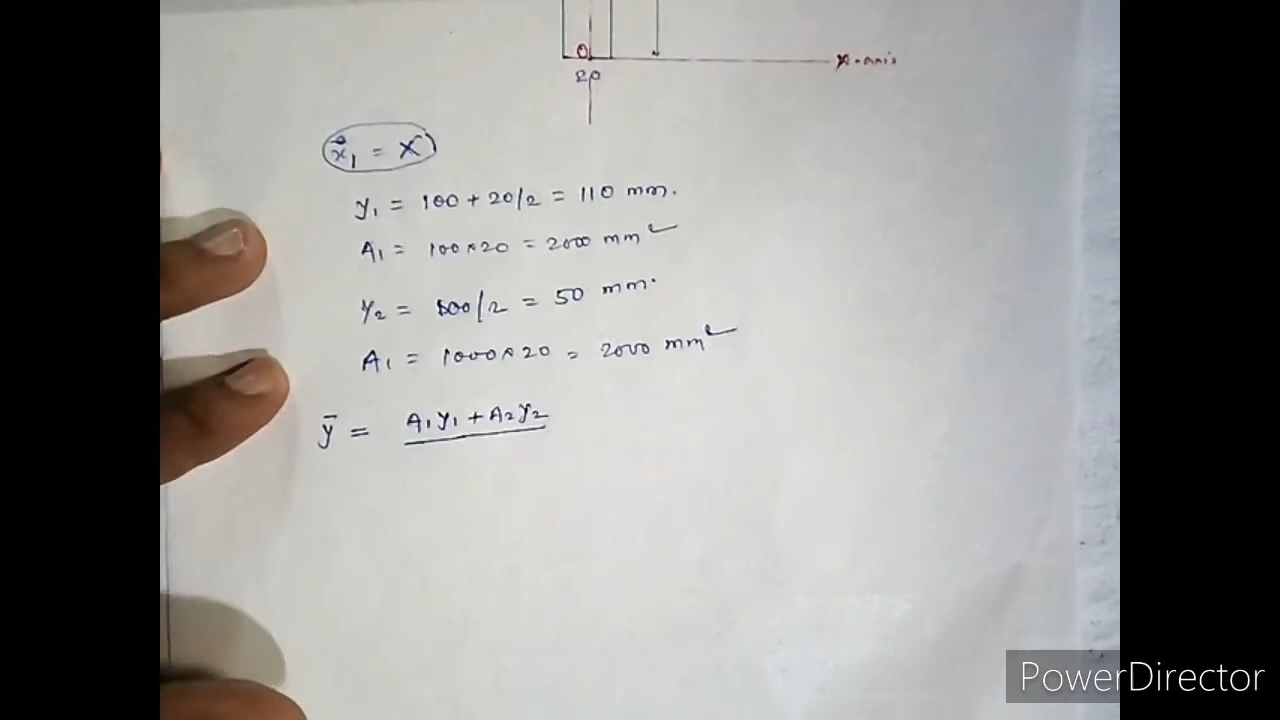 x-axis
20
x̄₁ = X
y₁ = 100 + 20/2 = 110 mm.
A₁ = 100×20 = 2000 mm²
y₂ = 100/2 = 50 mm.
A₁ = 1000×20 = 2000 mm²
ȳ = A₁y₁ + A₂y₂
PowerDirector